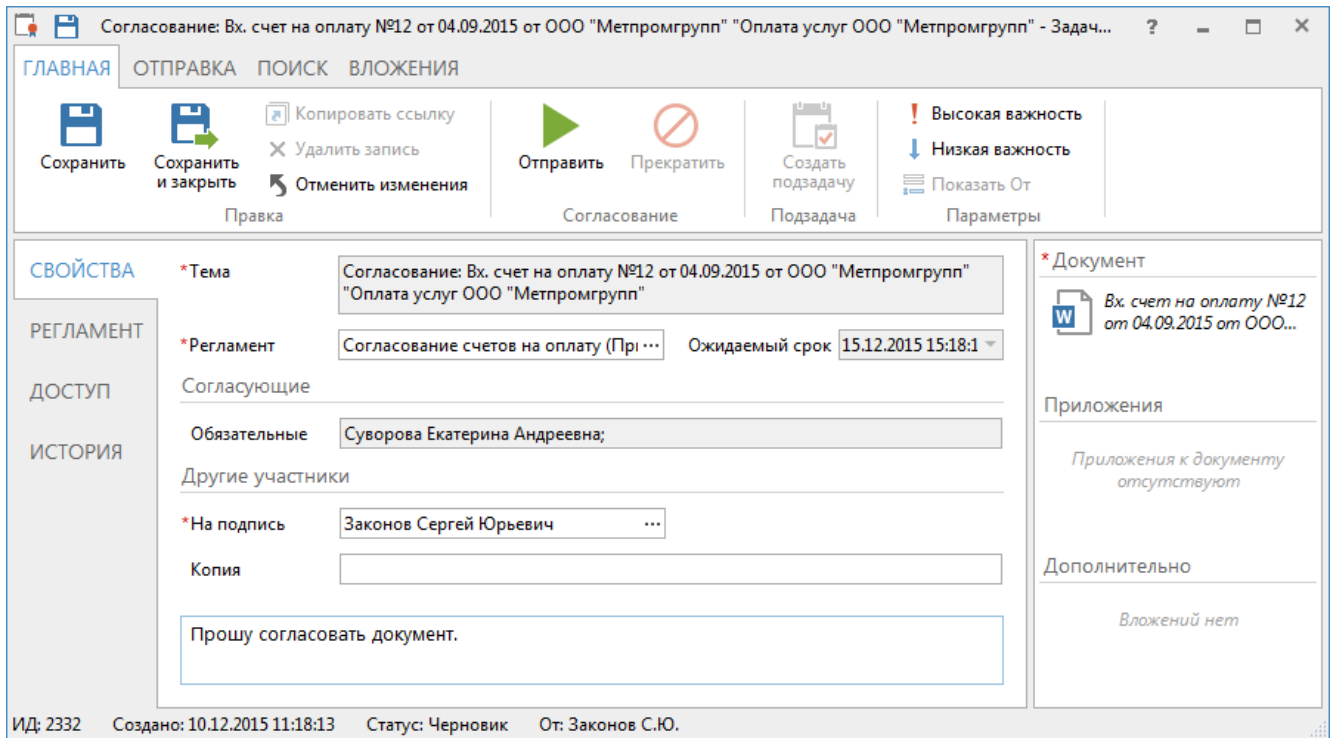 Согласование: Вх. счет на оплату №12 от 04.09.2015 от ООО "Метпромгрупп" "Оплата услуг ООО "Метпромгрупп" - Задач... ?
ГЛАВНАЯ ОТПРАВКА ПОИСК ВЛОЖЕНИЯ
Сохранить
Сохранить
и закрыть
Копировать ссылку
Удалить запись
Отменить изменения
Правка
Отправить
Прекратить
Согласование
Создать
подзадачу
Подзадача
Высокая важность
Низкая важность
Показать От
Параметры
СВОЙСТВА
РЕГЛАМЕНТ
ДОСТУП
ИСТОРИЯ
*Тема
Согласование: Вх. счет на оплату №12 от 04.09.2015 от ООО "Метпромгрупп"
"Оплата услуг ООО "Метпромгрупп"
*Регламент Согласование счетов на оплату (При ... Ожидаемый срок 15.12.2015 15:18:1
Согласующие
Обязательные Суворова Екатерина Андреевна;
Другие участники
*На подпись Законов Сергей Юрьевич ...
Копия
Прошу согласовать документ.
*Документ
W
Вх. счет на оплату №12
от 04.09.2015 от ООО...
Приложения
Приложения к документу
отсутствуют
Дополнительно
Вложений нет
ИД: 2332 Создано: 10.12.2015 11:18:13 Статус: Черновик От: Законов С.Ю.